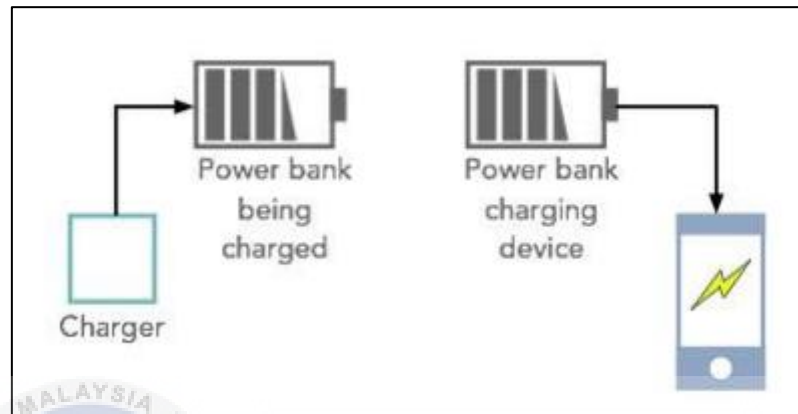 Power bank
being
charged
Power bank
charging
device
Charger
MALAYSIA